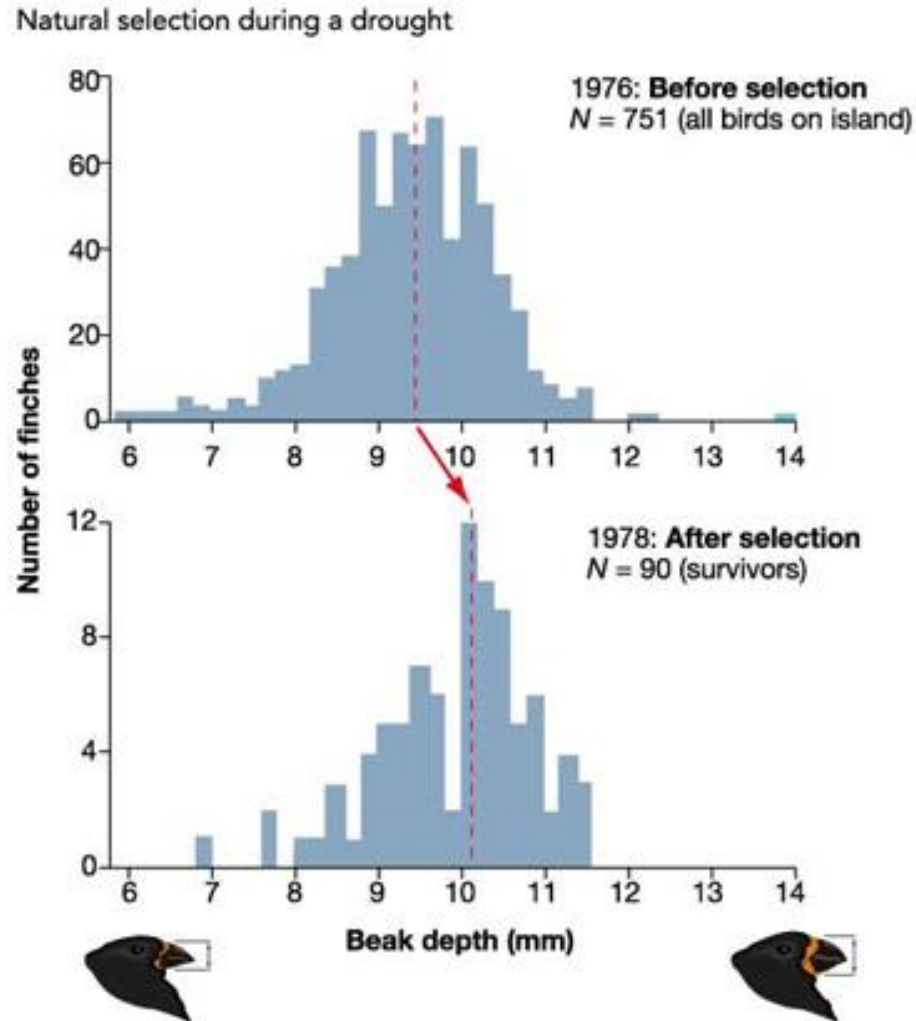 Natural selection during a drought
1976: Before selection
N = 751 (all birds on island)
Number of finches
80
60
40
20
0
6 7 8 9 10 11 12 13 14
1978: After selection
N = 90 (survivors)
12
8
4
0
6 7 8 9 10 11 12 13 14
Beak depth (mm)